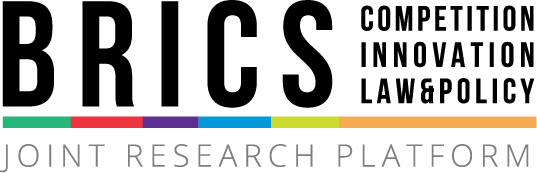 BRICS
COMPETITION
INNOVATION
LAW&POLICY
JOINT RESEARCH PLATFORM